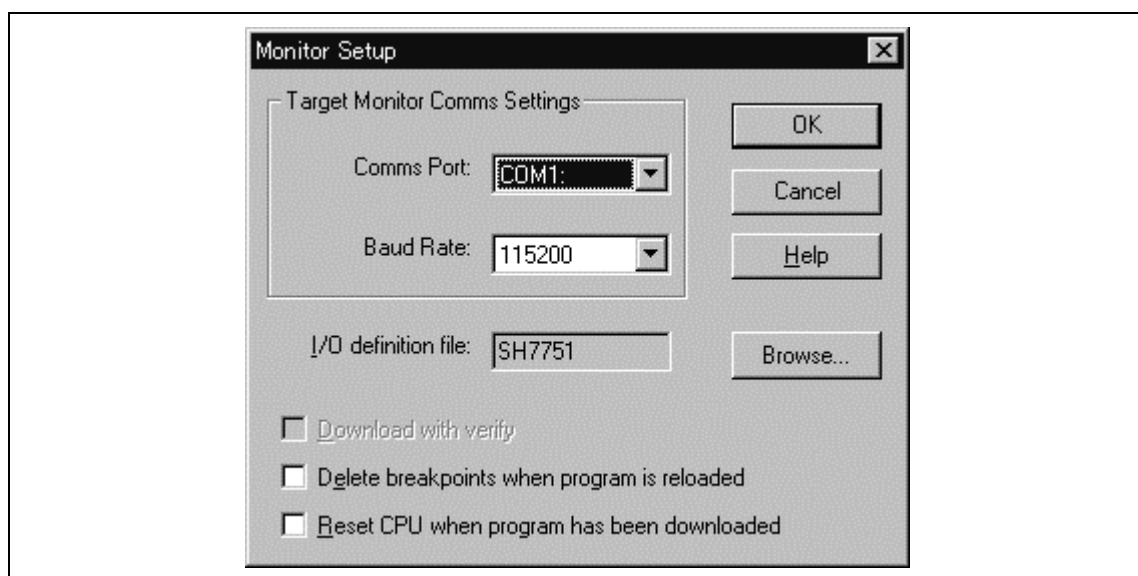 Monitor Setup
Target Monitor Comms Settings
Comms Port: COM1:
Baud Rate: 115200
I/O definition file: SH7751
Download with verify
Delete breakpoints when program is reloaded
Reset CPU when program has been downloaded
OK
Cancel
Help
Browse...